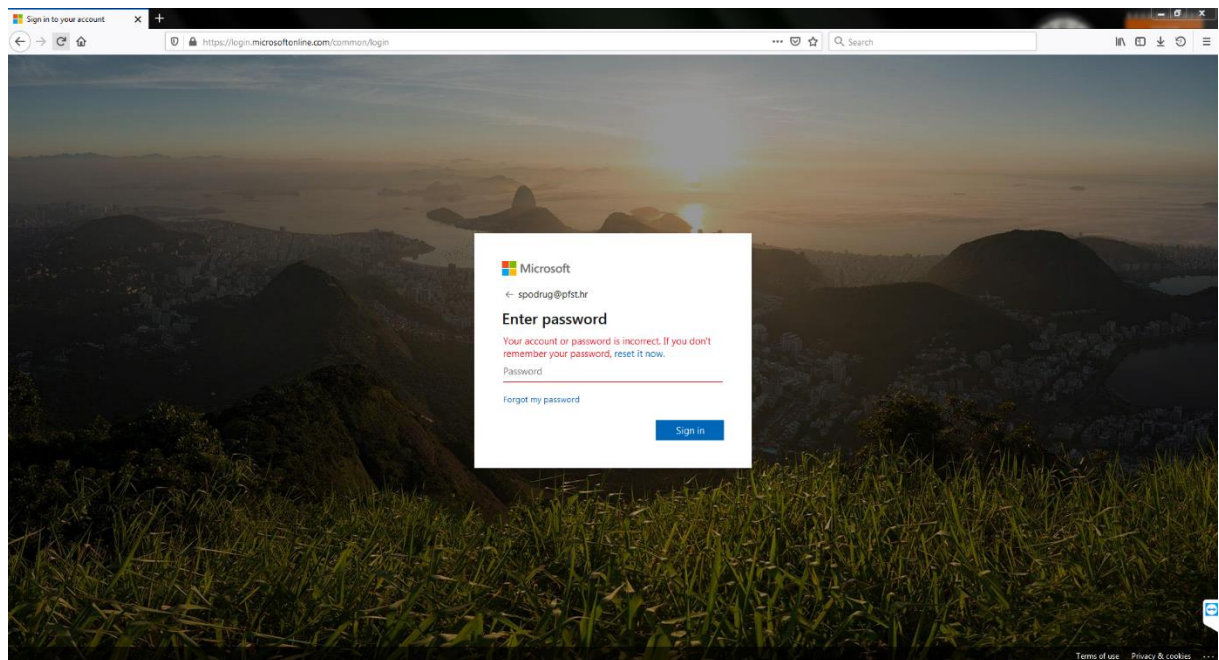 Sign in to your account
https://login.microsoftonline.com/common/login
Search
Microsoft
spodrug@pfst.hr
Enter password
Your account or password is incorrect. If you don't
remember your password, reset it now.
Password
Forgot my password
Sign in
Terms of use Privacy & cookies ...